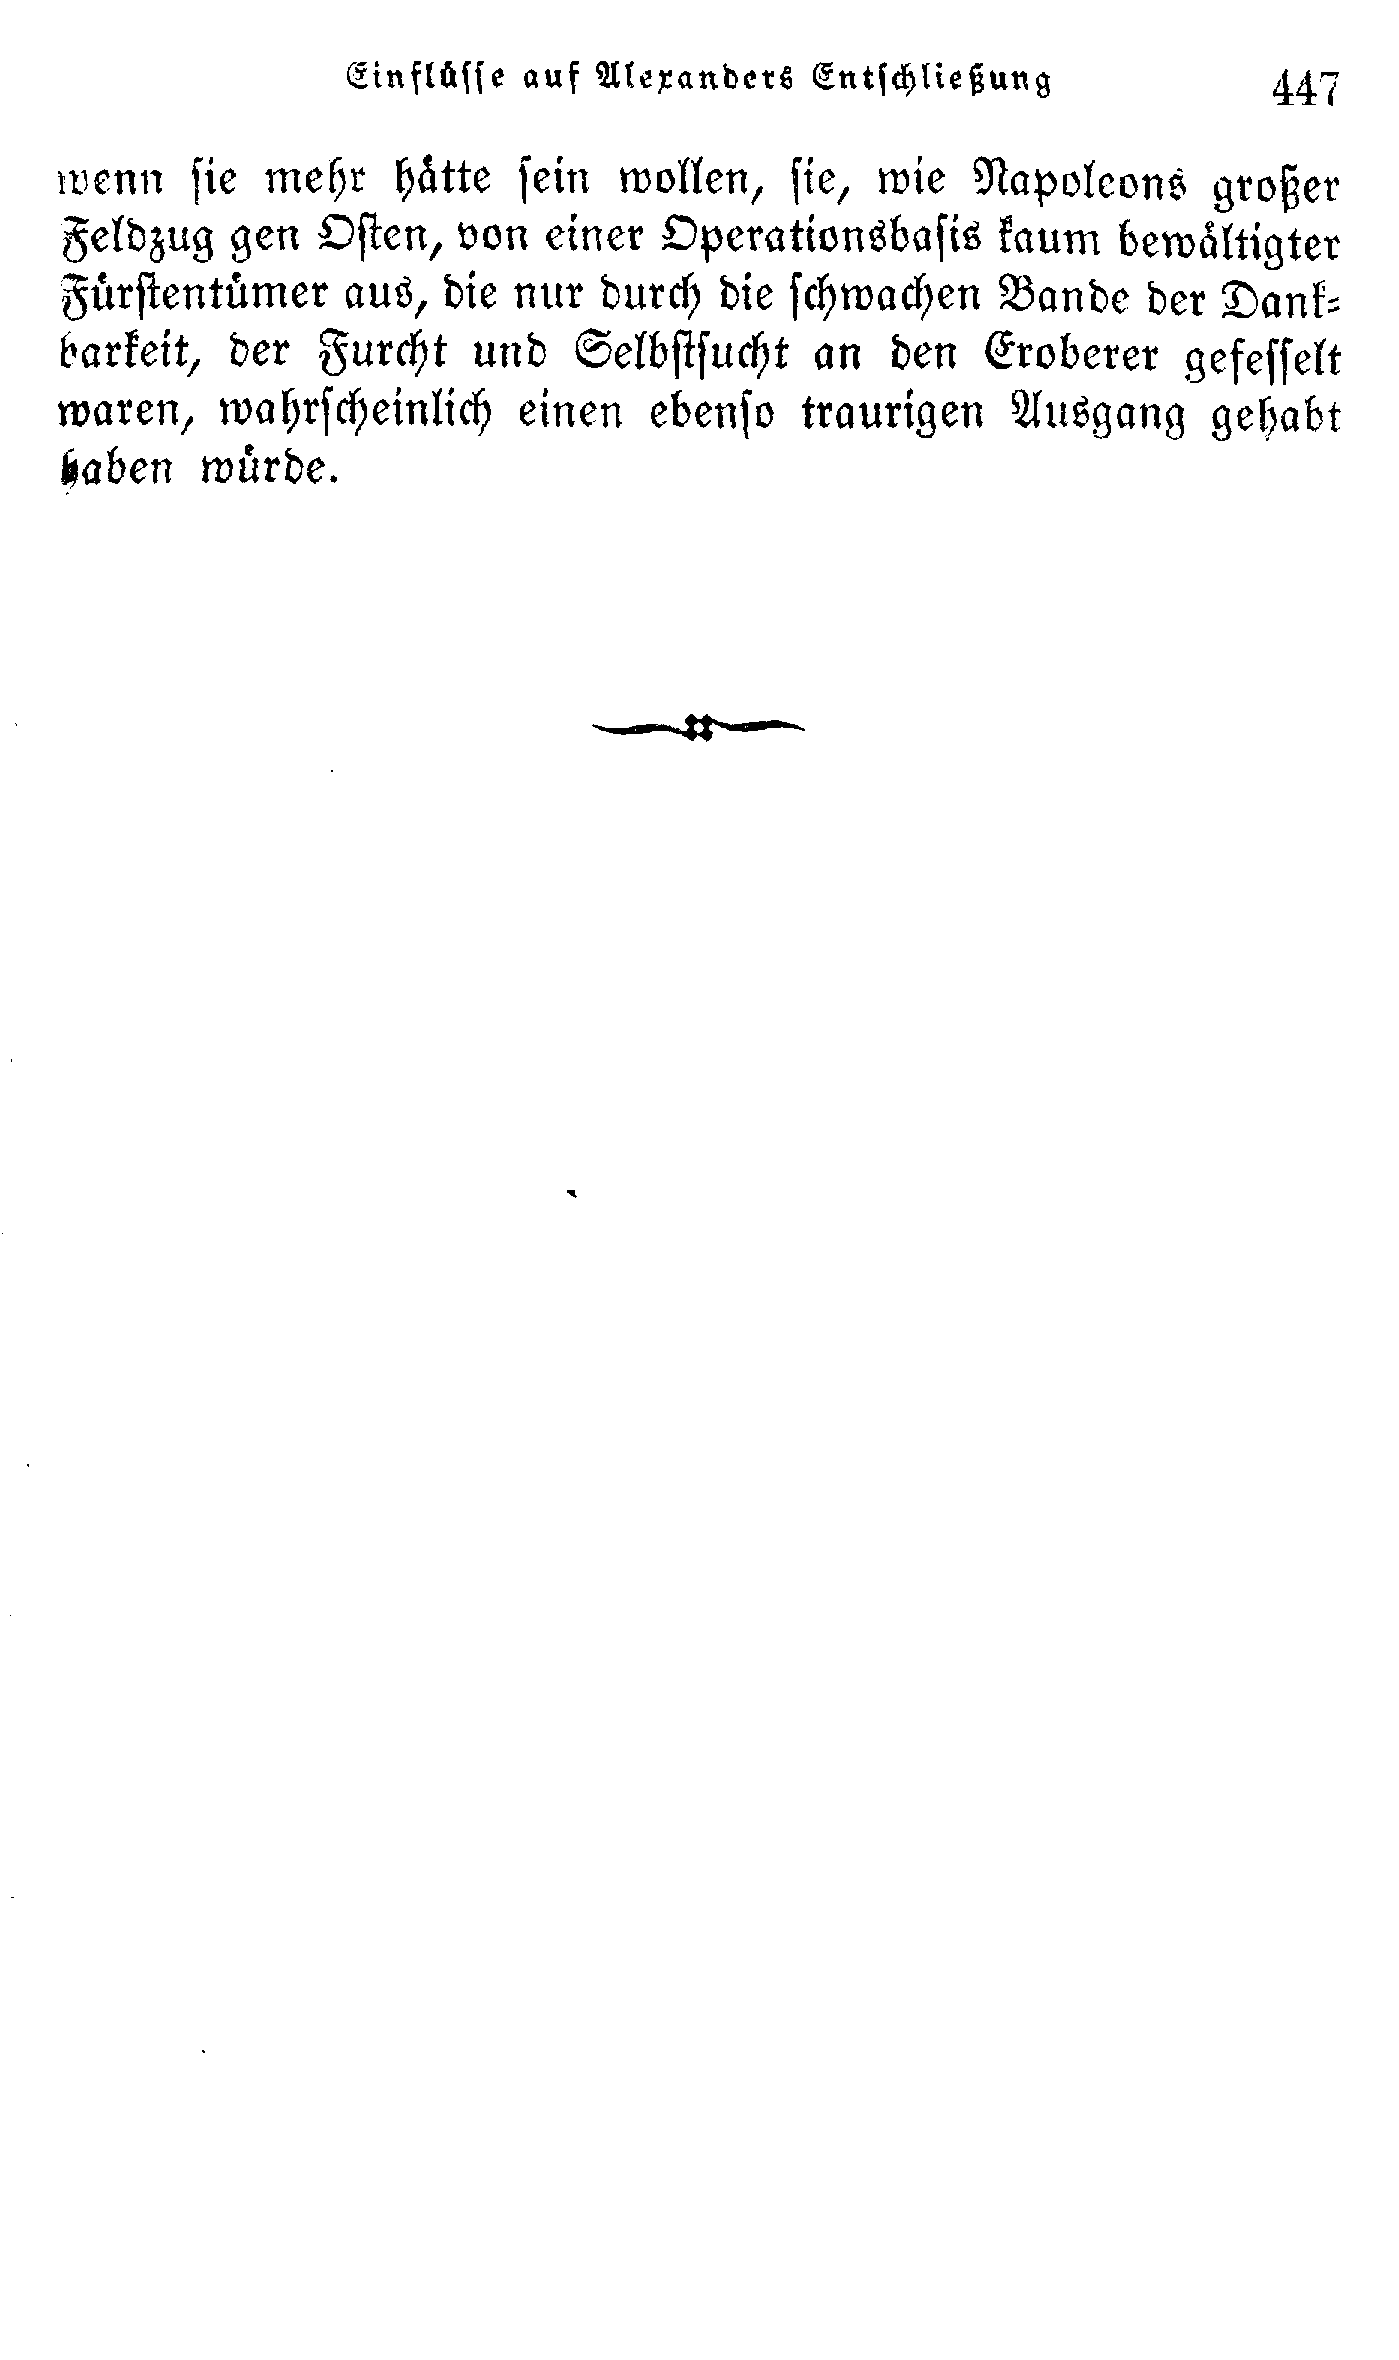 Einflüsse auf Alexanders Entschließung 447
wenn sie mehr hätte sein wollen, sie, wie Napoleons großer
Feldzug gen Osten, von einer Operationsbasis kaum bewältigter
Fürstentümer aus, die nur durch die schwachen Bande der Dank-
barkeit, der Furcht und Selbstsucht an den Eroberer gefesselt
waren, wahrscheinlich einen ebenso traurigen Ausgang gehabt
haben würde.